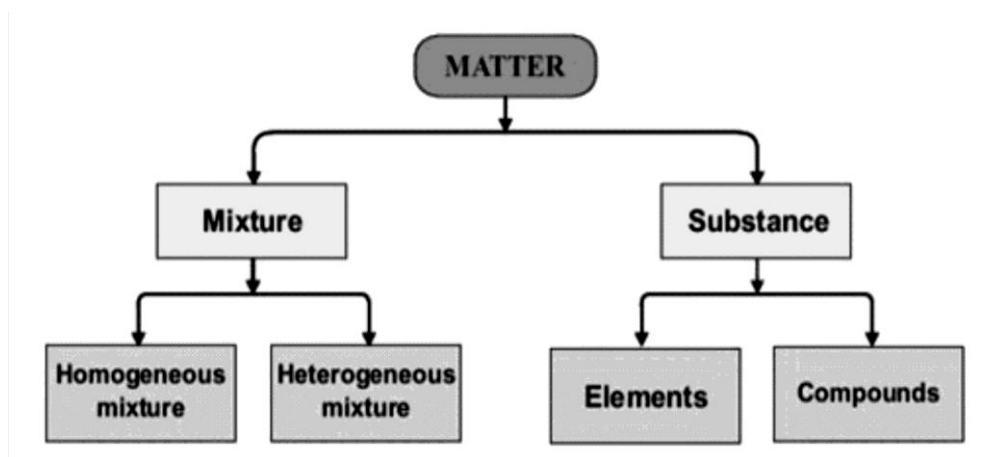 MATTER
Mixture
Substance
Homogeneous
mixture
Heterogeneous
mixture
Elements
Compounds